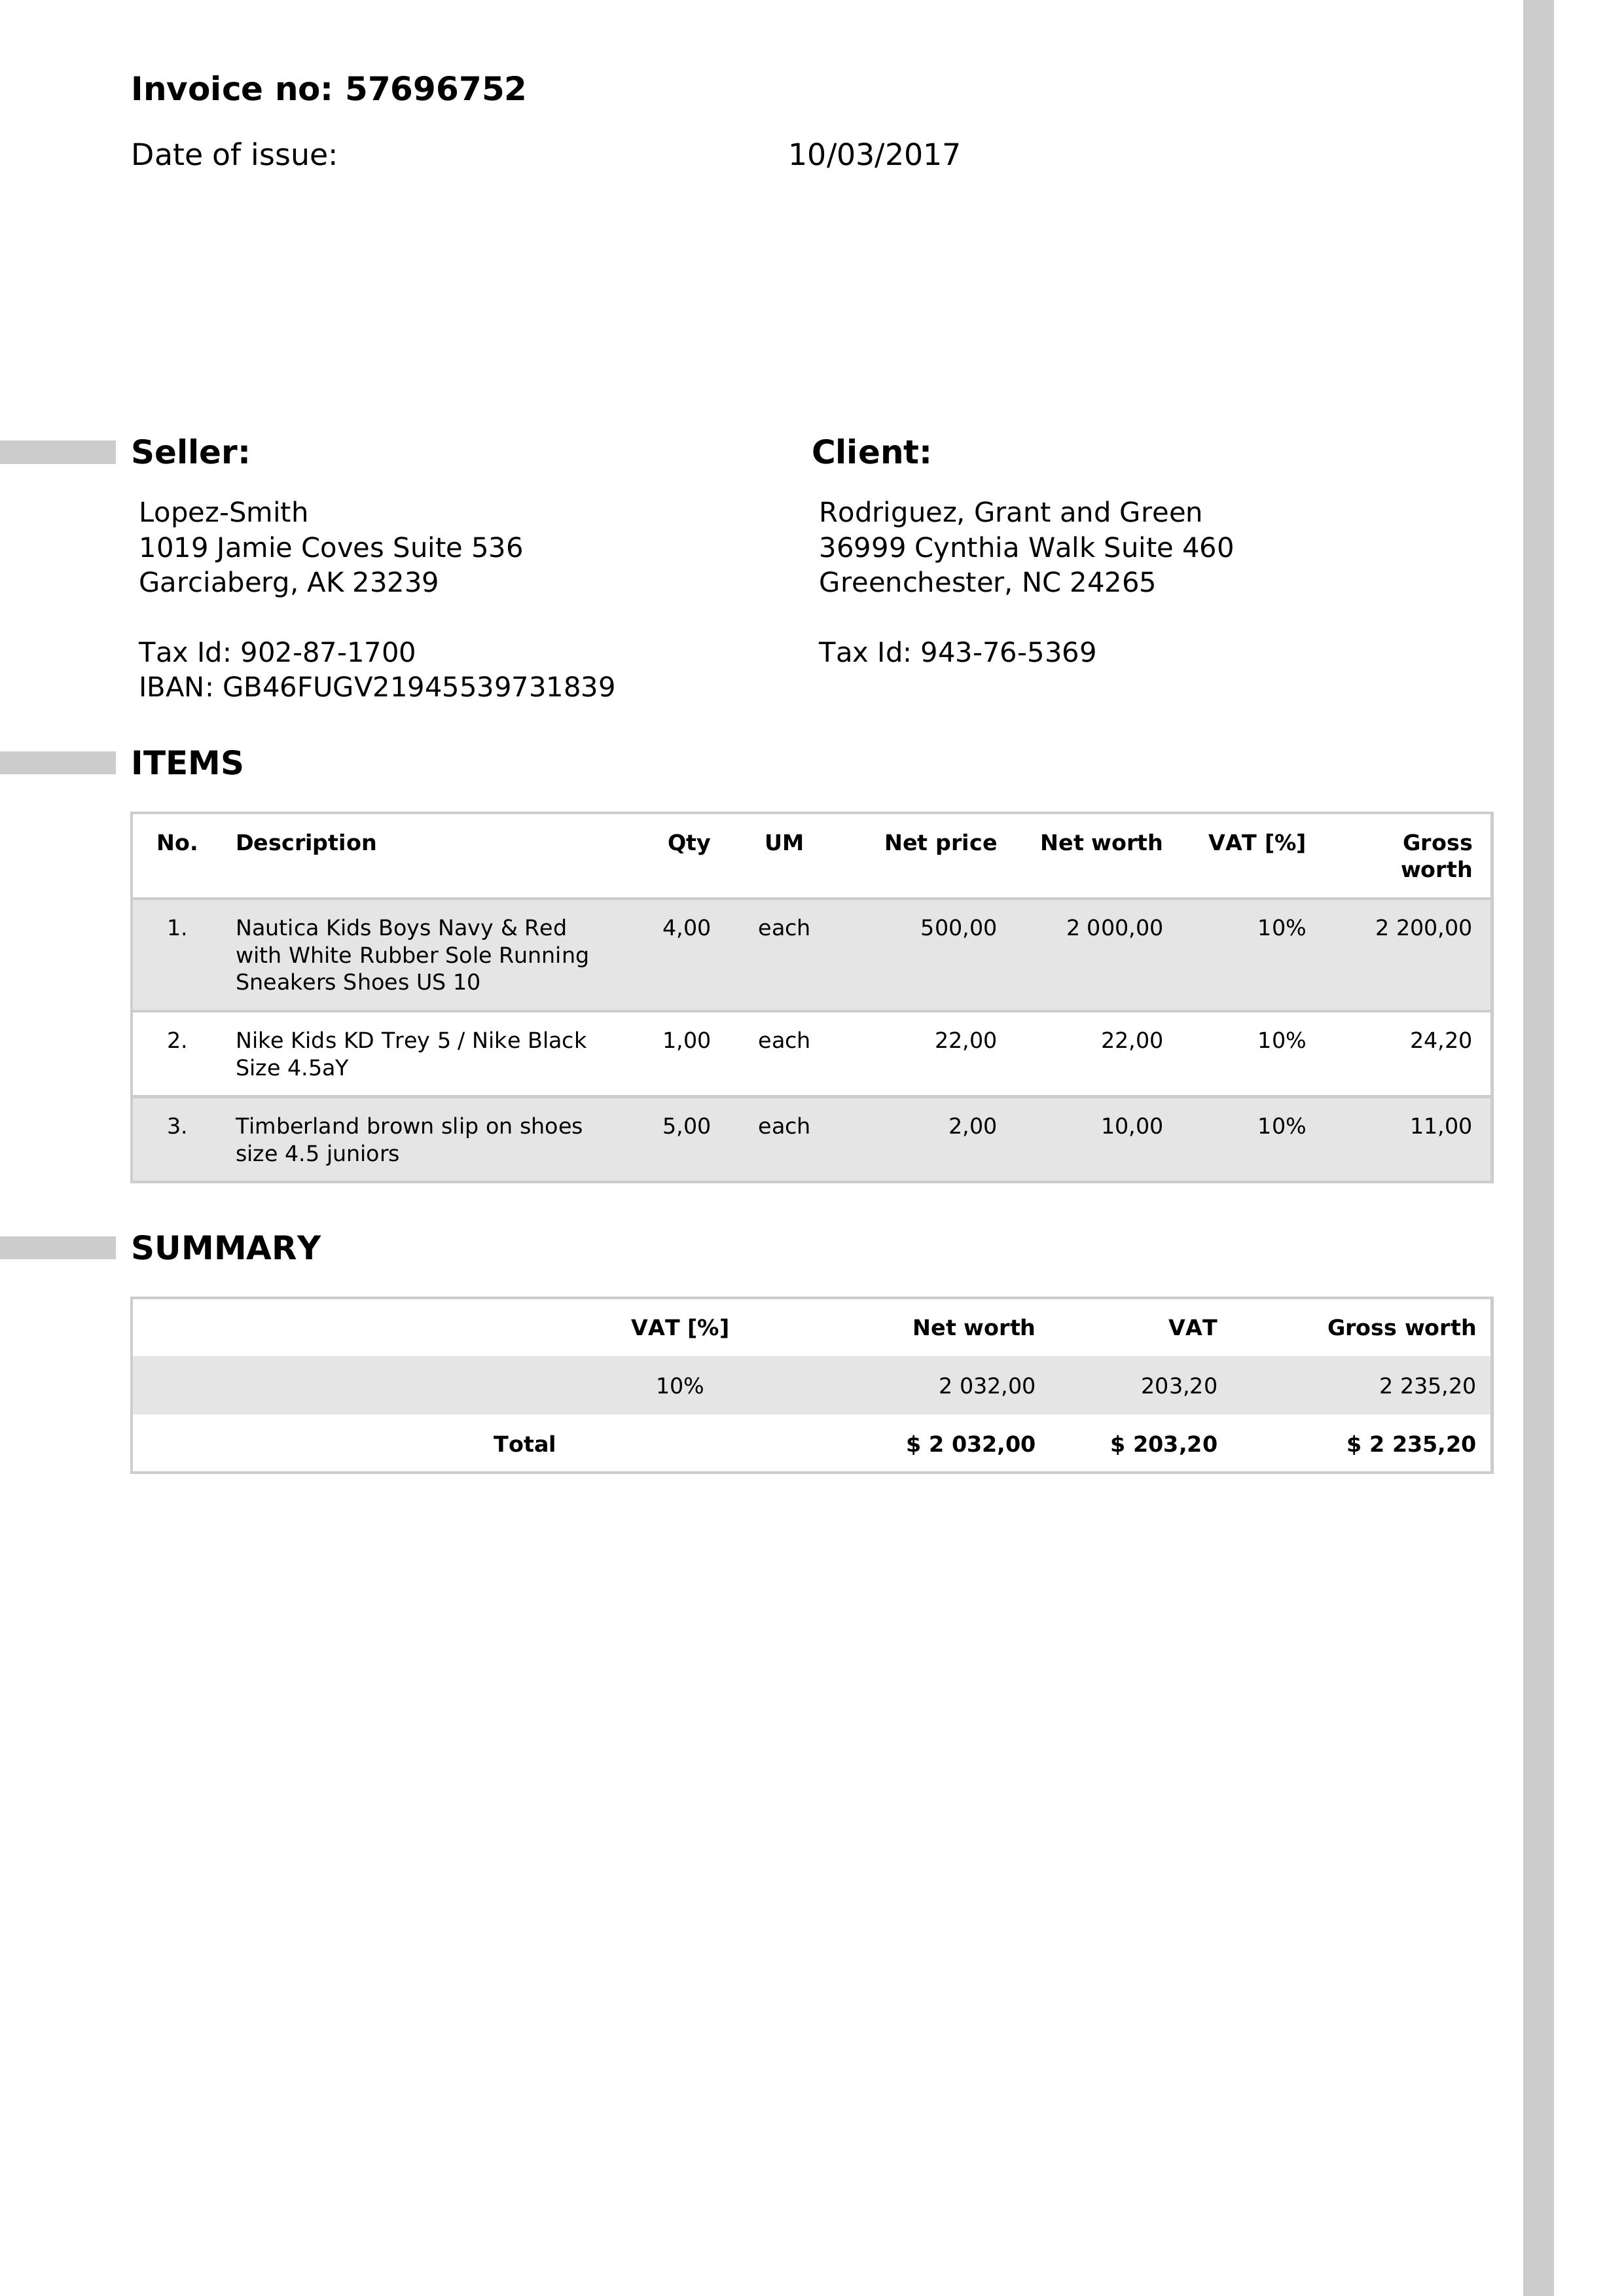 Invoice no: 57696752
Date of issue: 10/03/2017
Seller:
Lopez-Smith
1019 Jamie Coves Suite 536
Garciaberg, AK 23239
Tax Id: 902-87-1700
IBAN: GB46FUGV21945539731839
Client:
Rodriguez, Grant and Green
36999 Cynthia Walk Suite 460
Greenchester, NC 24265
Tax Id: 943-76-5369
ITEMS
No. Description Qty UM Net price Net worth VAT [%] Gross
worth
1. Nautica Kids Boys Navy & Red 4,00 each 500,00 2 000,00 10% 2 200,00
with White Rubber Sole Running
Sneakers Shoes US 10
2. Nike Kids KD Trey 5 / Nike Black 1,00 each 22,00 22,00 10% 24,20
Size 4.5aY
3. Timberland brown slip on shoes 5,00 each 2,00 10,00 10% 11,00
size 4.5 juniors
SUMMARY
VAT [%] Net worth VAT Gross worth
10% 2 032,00 203,20 2 235,20
Total $ 2 032,00 $ 203,20 $ 2 235,20